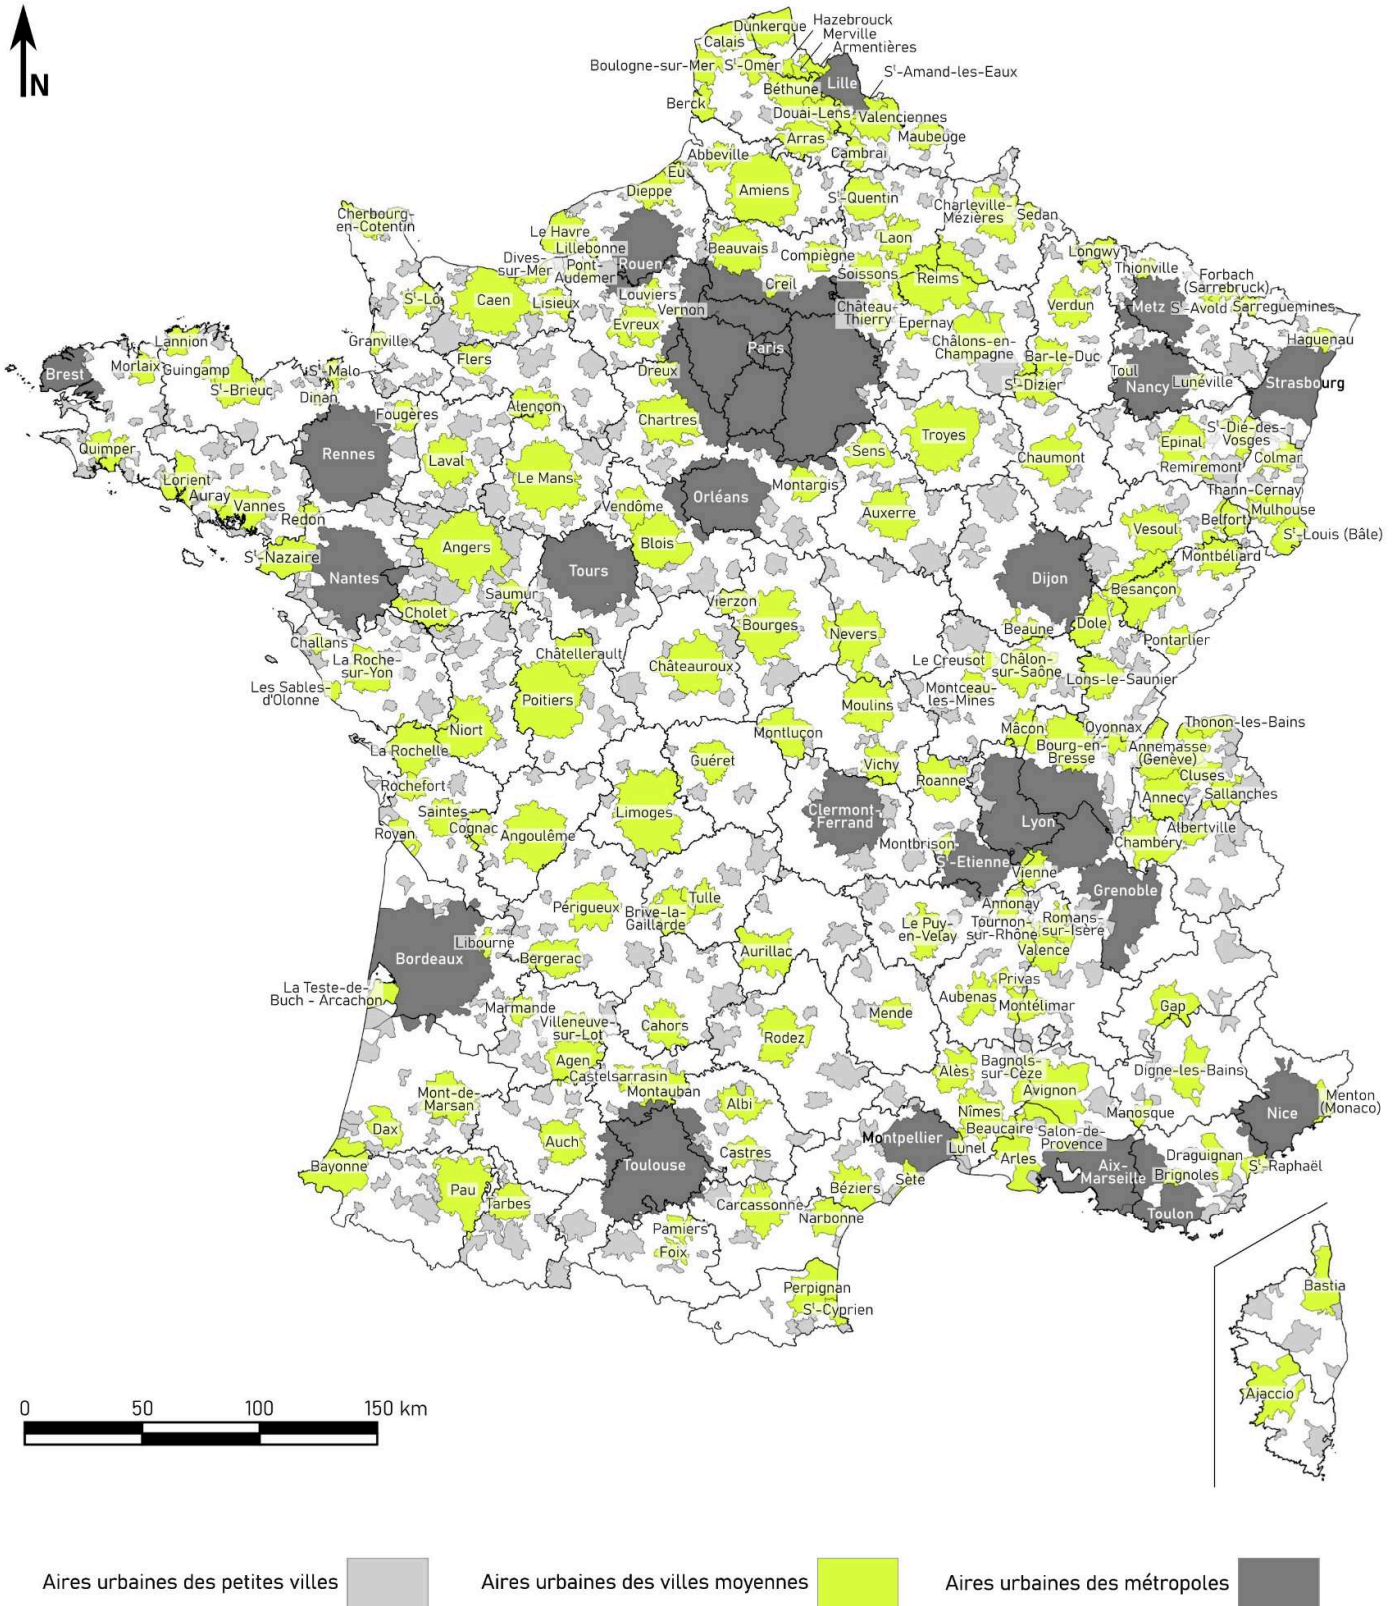 N
Dunkerque
Hazebrouck
Merville
Armentières
Calais
Boulogne-sur-Mer
Sᵗ-Omer
Lille
Sᵗ-Amand-les-Eaux
Béthune
Berck
Douai-Lens
Valenciennes
Arras
Maubeuge
Abbeville
Cambrai
Eu
Dieppe
Amiens
Sᵗ-Quentin
Charleville-
Mézières
Sedan
Cherbourg-
en-Cotentin
Le Havre
Lillebonne
Rouen
Beauvais
Laon
Compiègne
Soissons
Reims
Longwy
Thionville
Forbach
(Sarrebruck)
Dives-
sur-Mer
Pont-
Audemer
Creil
Louviers
Vernon
Château-
Thierry
Epernay
Verdun
Metz
Sᵗ-Avold
Sarreguemines
Sᵗ-Lô
Caen
Lisieux
Evreux
Paris
Châlons-en-
Champagne
Bar-le-Duc
Haguenau
Granville
Flers
Dreux
Sᵗ-Dizier
Toul
Nancy
Lunéville
Strasbourg
Lannion
Morlaix
Guingamp
Brest
Sᵗ-Brieuc
Sᵗ-Malo
Dinan
Fougères
Alençon
Chartres
Troyes
Epinal
Sᵗ-Dié-des-
Vosges
Colmar
Quimper
Rennes
Laval
Le Mans
Sens
Chaumont
Remiremont
Lorient
Auray
Vannes
Redon
Orléans
Montargis
Vendôme
Auxerre
Thann-Cernay
Mulhouse
Vesoul
Belfort
Sᵗ-Louis (Bâle)
Sᵗ-Nazaire
Angers
Blois
Montbéliard
Nantes
Tours
Dijon
Besançon
Saumur
Cholet
Vierzon
Bourges
Nevers
Beaune
Dole
Challans
Châtellerault
Pontarlier
La Roche-
sur-Yon
Châteauroux
Le Creusot
Châlon-
sur-Saône
Lons-le-Saunier
Les Sables-
d'Olonne
Poitiers
Montceau-
les-Mines
Moulins
Niort
Montluçon
Mâcon
Oyonnax
Thonon-les-Bains
La Rochelle
Guéret
Vichy
Bourg-en-
Bresse
Annemasse
(Genève)
Roanne
Cluses
Rochefort
Limoges
Clermont-
Ferrand
Lyon
Annecy
Sallanches
Saintes
Cognac
Royan
Angoulême
Albertville
Chambéry
Montbrison
Sᵗ-Etienne
Vienne
Grenoble
Périgueux
Tulle
Brive-la-
Gaillarde
Annonay
Tournon-
sur-Rhône
Romans-
sur-Isère
Le Puy-
en-Velay
Valence
Bordeaux
Libourne
Bergerac
Aurillac
La Teste-de-
Buch - Arcachon
Privas
Aubenas
Montélimar
Marmande
Gap
Villeneuve-
sur-Lot
Cahors
Rodez
Mende
Agen
Castelsarrasin
Montauban
Alès
Bagnols-
sur-Cèze
Digne-les-Bains
Avignon
Mont-de-
Marsan
Albi
Menton
(Monaco)
Nîmes
Beaucaire
Manosque
Nice
Dax
Auch
Toulouse
Castres
Montpellier
Lunel
Salon-de-
Provence
Arles
Draguignan
Brignoles
Sᵗ-Raphaël
Bayonne
Aix-
Marseille
Pau
Tarbes
Béziers
Sète
Carcassonne
Narbonne
Toulon
Pamiers
Foix
Perpignan
Sᵗ-Cyprien
Bastia
Ajaccio
0 50 100 150 km
Aires urbaines des petites villes
Aires urbaines des villes moyennes
Aires urbaines des métropoles